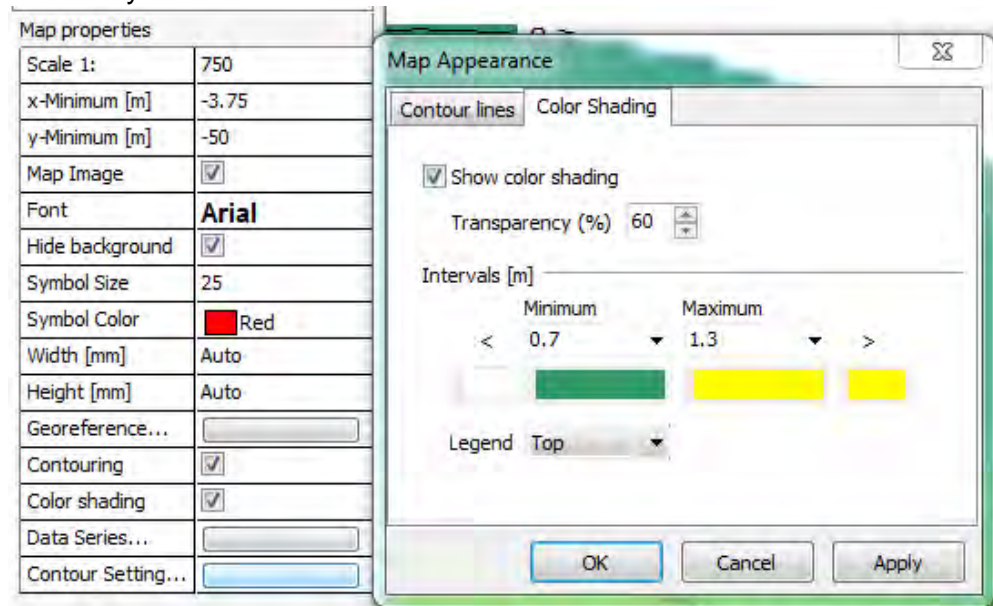 Map properties
Scale 1: 750
x-Minimum [m] -3.75
y-Minimum [m] -50
Map Image
Font Arial
Hide background
Symbol Size 25
Symbol Color Red
Width [mm] Auto
Height [mm] Auto
Georeference...
Contouring
Color shading
Data Series...
Contour Setting...
Map Appearance
Contour lines Color Shading
Show color shading
Transparency (%) 60
Intervals [m]
Minimum Maximum
< 0.7 1.3 >
Legend Top
OK Cancel Apply